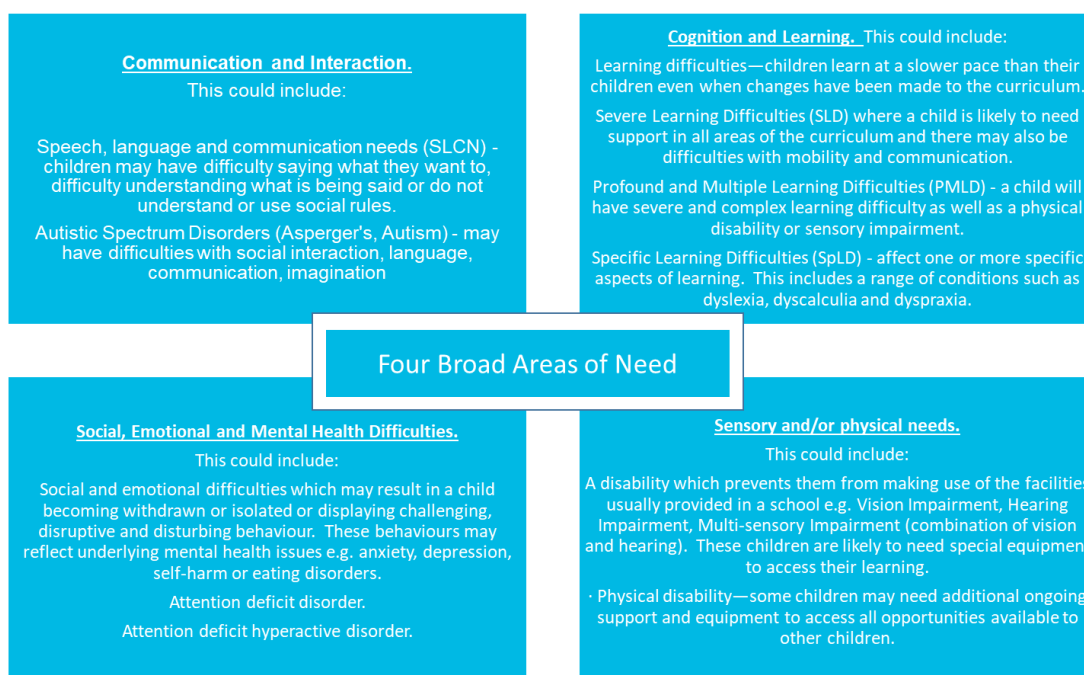 Communication and Interaction.
This could include:
Speech, language and communication needs (SLCN) -
children may have difficulty saying what they want to,
difficulty understanding what is being said or do not
understand or use social rules.
Autistic Spectrum Disorders (Asperger's, Autism) - may
have difficulties with social interaction, language,
communication, imagination
Cognition and Learning. This could include:
Learning difficulties—children learn at a slower pace than their
children even when changes have been made to the curriculum.
Severe Learning Difficulties (SLD) where a child is likely to need
support in all areas of the curriculum and there may also be
difficulties with mobility and communication.
Profound and Multiple Learning Difficulties (PMLD) - a child will
have severe and complex learning difficulty as well as a physical
disability or sensory impairment.
Specific Learning Difficulties (SpLD) - affect one or more specific
aspects of learning. This includes a range of conditions such as
dyslexia, dyscalculia and dyspraxia.
Four Broad Areas of Need
Social, Emotional and Mental Health Difficulties.
This could include:
Social and emotional difficulties which may result in a child
becoming withdrawn or isolated or displaying challenging,
disruptive and disturbing behaviour. These behaviours may
reflect underlying mental health issues e.g. anxiety, depression,
self-harm or eating disorders.
Attention deficit disorder.
Attention deficit hyperactive disorder.
Sensory and/or physical needs.
This could include:
A disability which prevents them from making use of the facilities
usually provided in a school e.g. Vision Impairment, Hearing
Impairment, Multi-sensory Impairment (combination of vision
and hearing). These children are likely to need special equipmen
to access their learning.
· Physical disability—some children may need additional ongoing
support and equipment to access all opportunities available to
other children.